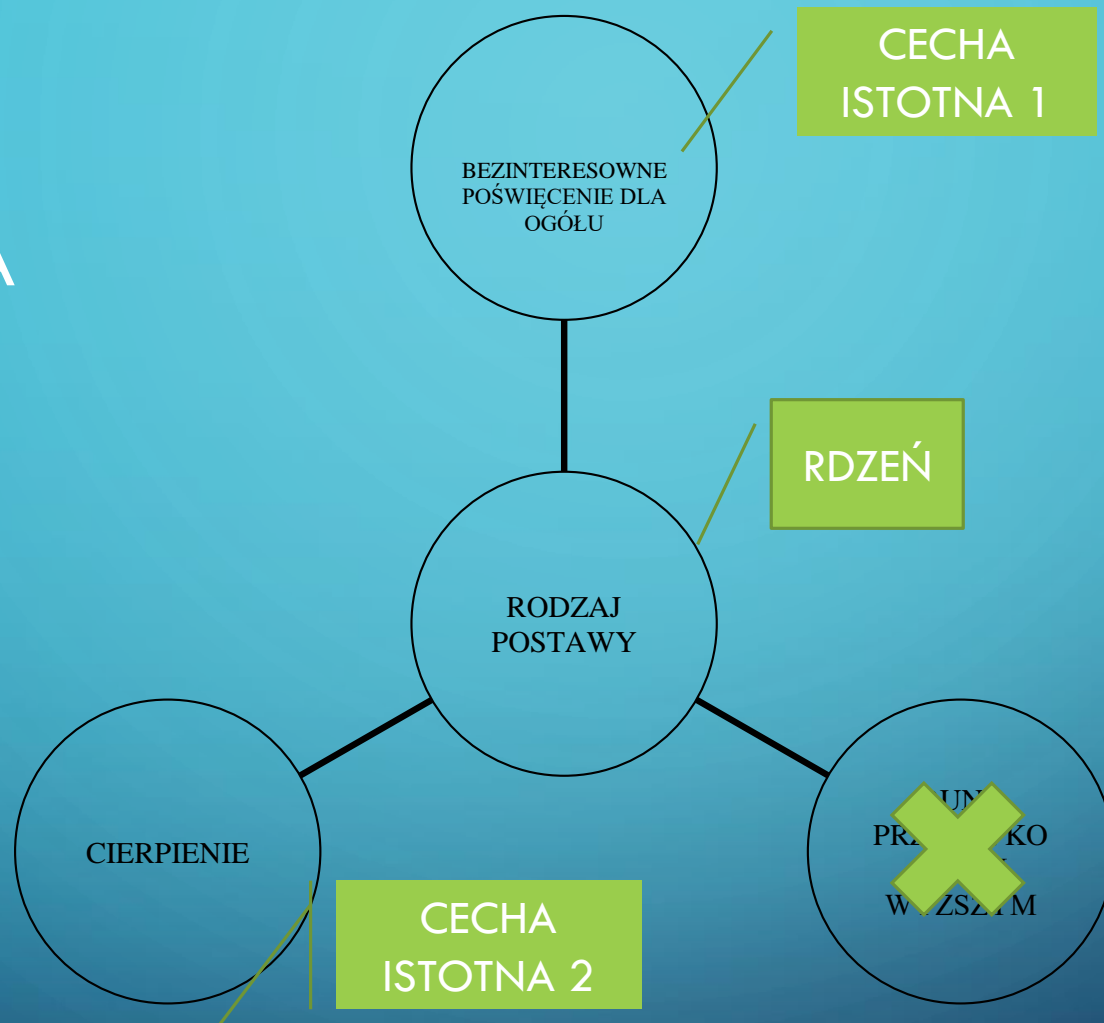 CECHA
ISTOTNA 1
BEZINTERESOWNE
POŚWIĘCENIE DLA
OGÓŁU
A
RDZEŃ
RODZAJ
POSTAWY
CIERPIENIE
CECHA
ISTOTNA 2